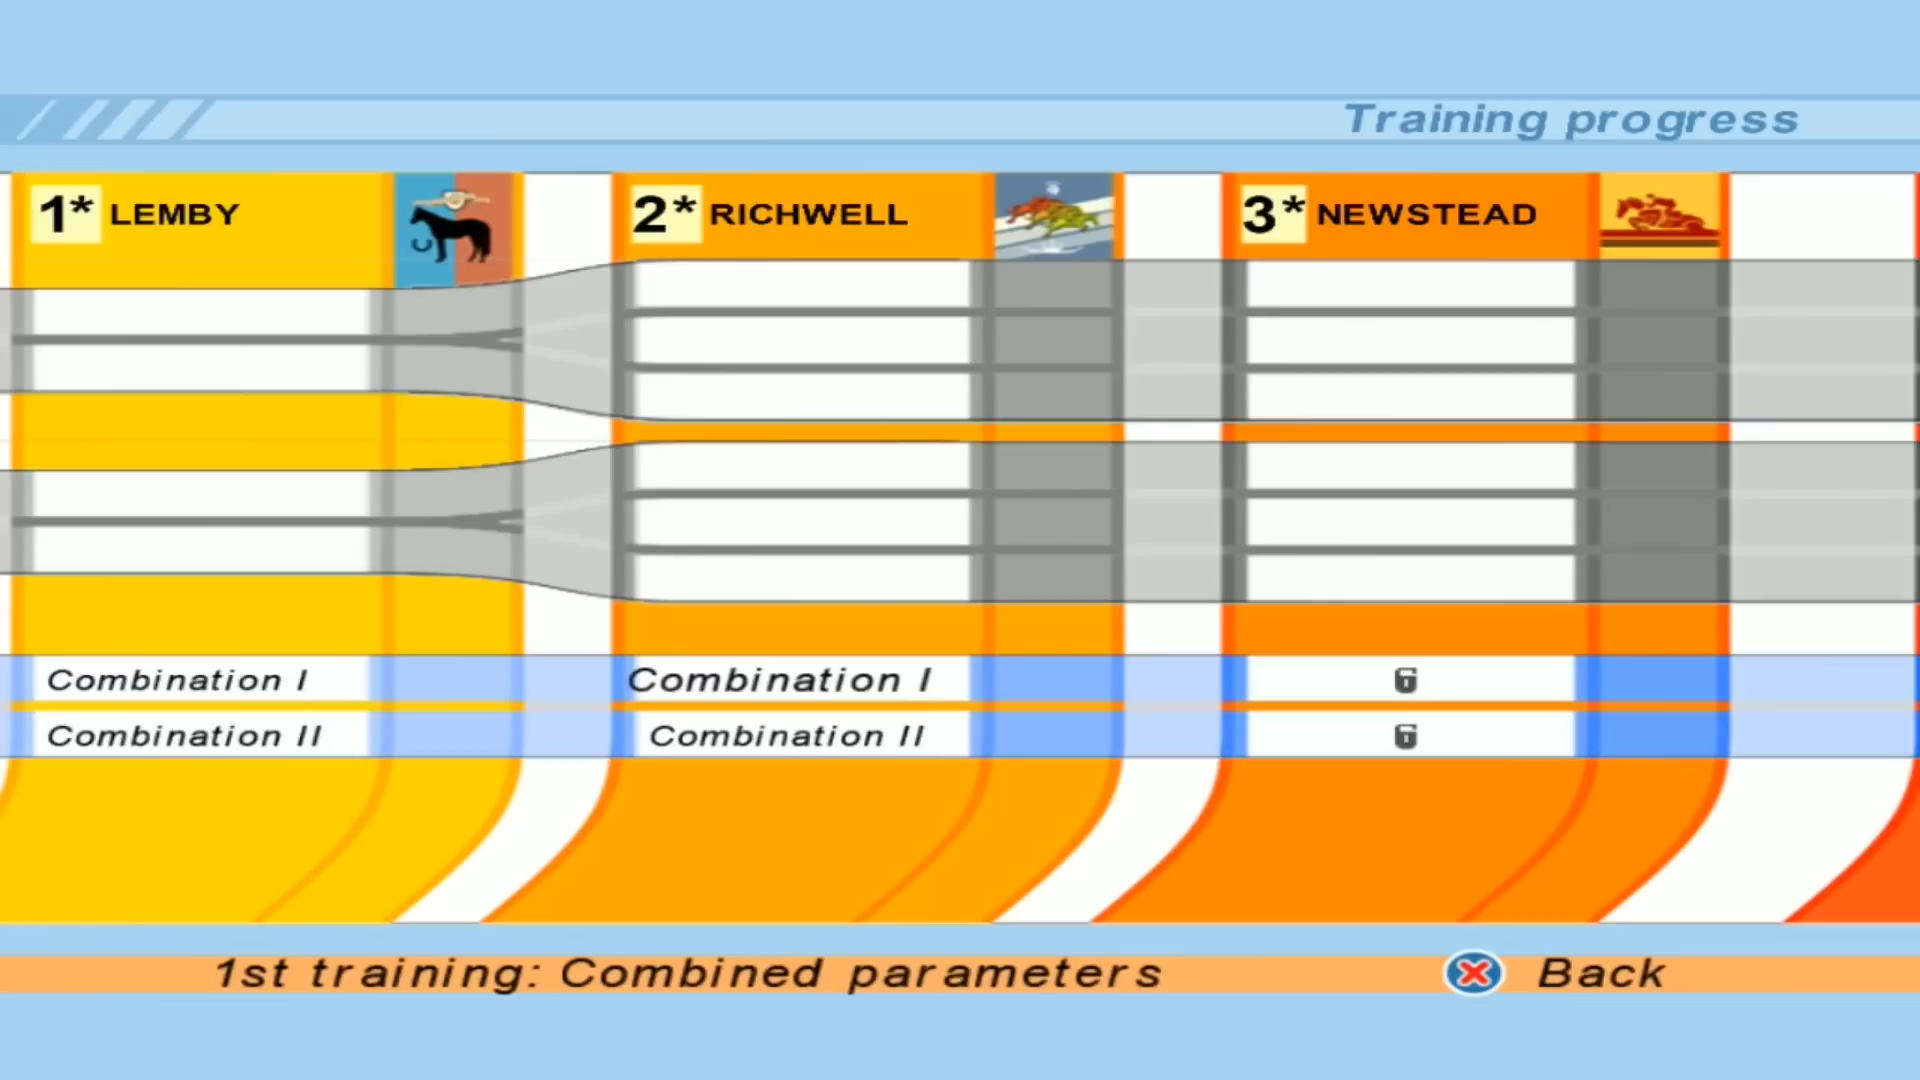 Training progress
1* LEMBY
2* RICHWELL
3* NEWSTEAD
Combination I
Combination I
Combination II
Combination II
1st training: Combined parameters
Back